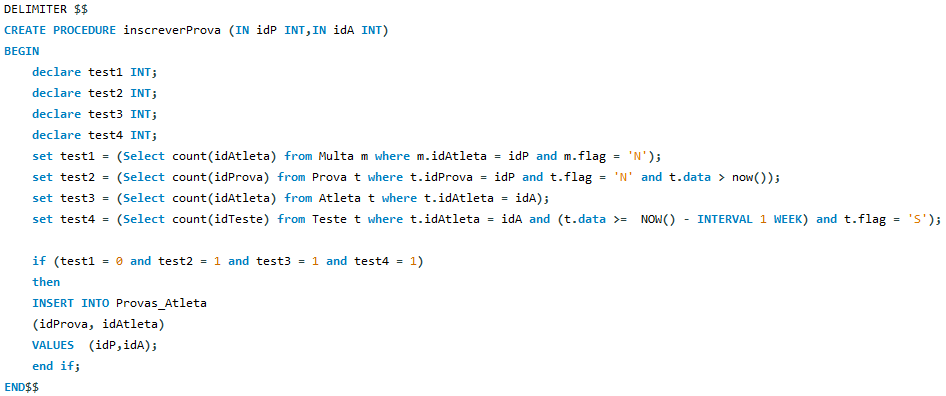 DELIMITER $$
CREATE PROCEDURE inscreverProva (IN idP INT,IN idA INT)
BEGIN
    declare test1 INT;
    declare test2 INT;
    declare test3 INT;
    declare test4 INT;
    set test1 = (Select count(idAtleta) from Multa m where m.idAtleta = idP and m.flag = 'N');
    set test2 = (Select count(idProva) from Prova t where t.idProva = idP and t.flag = 'N' and t.data > now());
    set test3 = (Select count(idAtleta) from Atleta t where t.idAtleta = idA);
    set test4 = (Select count(idTeste) from Teste t where t.idAtleta = idA and (t.data >=  NOW() - INTERVAL 1 WEEK) and t.flag = 'S');

    if (test1 = 0 and test2 = 1 and test3 = 1 and test4 = 1)
    then
    INSERT INTO Provas_Atleta
    (idProva, idAtleta)
    VALUES  (idP,idA);
    end if;
END$$